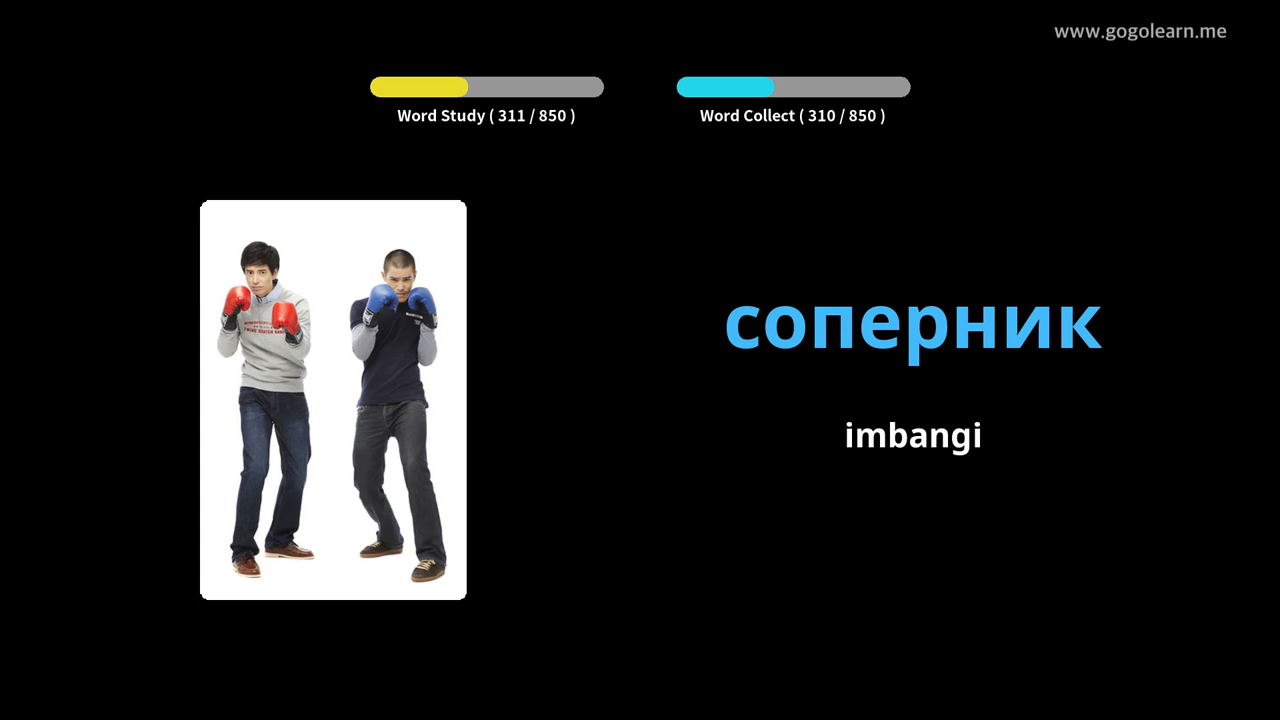 www.gogolearn.me
Word Study ( 311 / 850 )
Word Collect ( 310 / 850 )
соперник
imbangi